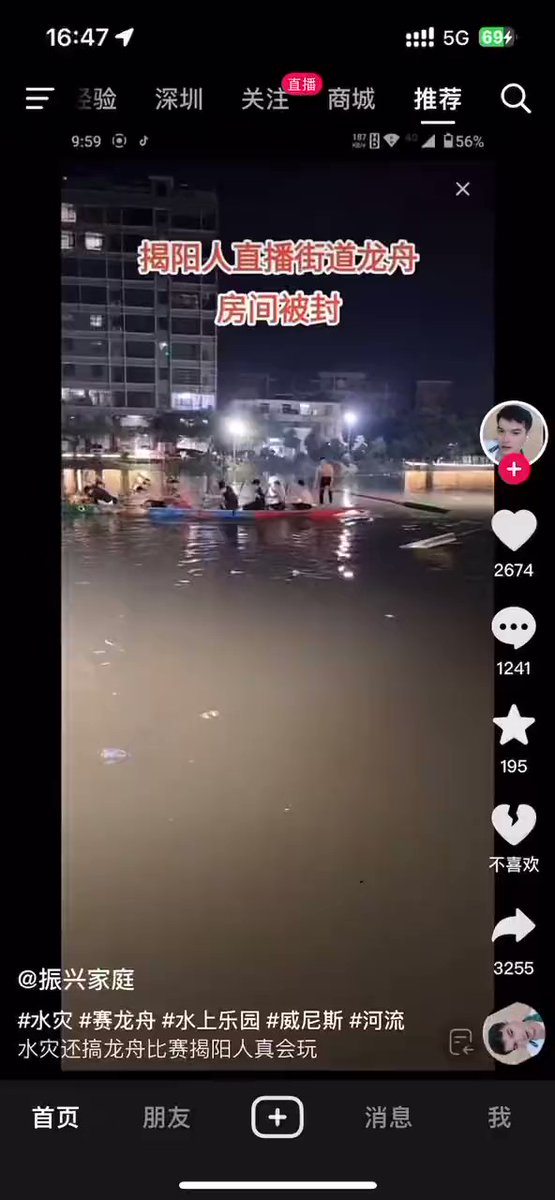 16:47
5G
69
经验
深圳
关注
直播
商城
推荐
9:59
187
KB/s
4G
56%
揭阳人直播街道龙舟
房间被封
2674
1241
195
不喜欢
3255
@振兴家庭
#水灾 #赛龙舟 #水上乐园 #威尼斯 #河流
水灾还搞龙舟比赛揭阳人真会玩
首页
朋友
消息
我